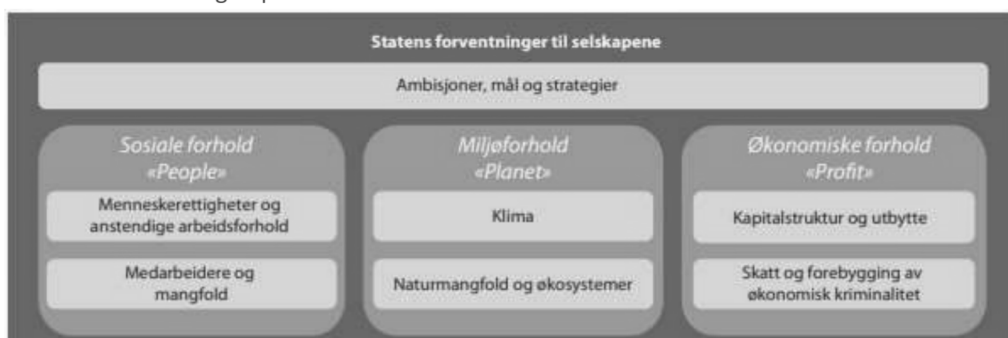 Statens forventninger til selskapene
Ambisjoner, mål og strategier
Sosiale forhold
«People»
Menneskerettigheter og
anstendige arbeidsforhold
Medarbeidere og
mangfold
Miljøforhold
«Planet»
Klima
Naturmangfold og økosystemer
Økonomiske forhold
«Profit»
Kapitalstruktur og utbytte
Skatt og forebygging av
økonomisk kriminalitet